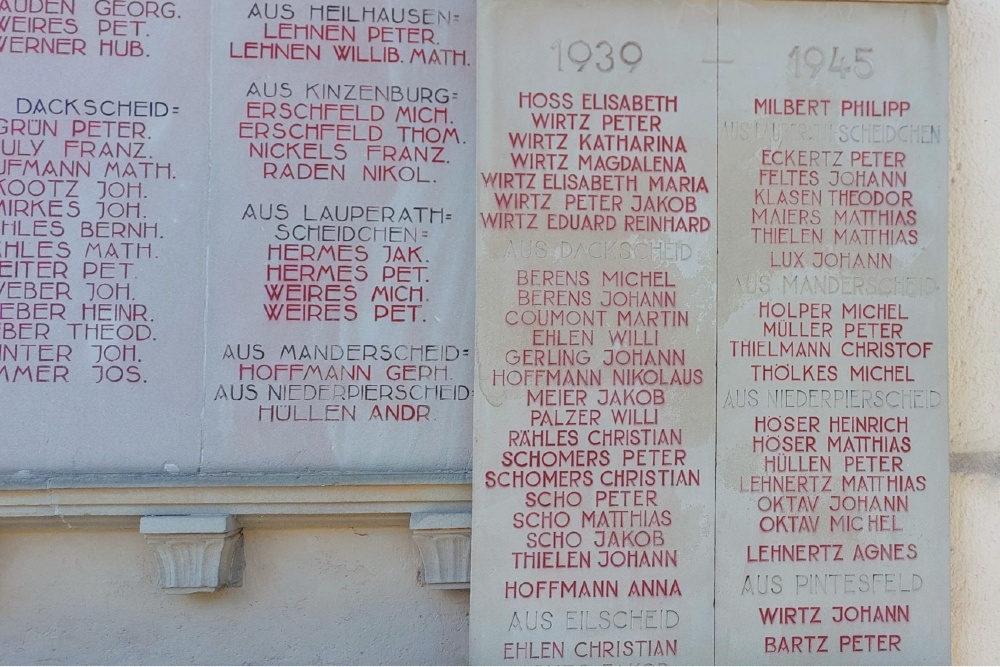 AUDEN GEORG.
WEIRES PET.
WERNER HUB.
DACKSCHEID=
GRÜN PETER.
ULY FRANZ.
UFMANN MATH.
KOOTZ JOH.
MIRKES JOH.
HLES BERNH.
HLES MATH.
EITER PET.
WEBER JOH.
EBER HEINR.
BER THEOD.
NTER JOH.
MMER JOS.
AUS HEILHAUSEN=
LEHNEN PETER.
LEHNEN WILLIB. MATH.
AUS KINZENBURG=
ERSCHFELD MICH.
ERSCHFELD THOM.
NICKELS FRANZ.
RADEN NIKOL.
AUS LAUPERATH=
SCHEIDCHEN=
HERMES JAK.
HERMES PET.
WEIRES MICH.
WEIRES PET.
AUS MANDERSCHEID=
HOFFMANN GERH.
AUS NIEDERPIERSCHEID=
HÜLLEN ANDR.
1939 - 1945
HOSS ELISABETH
WIRTZ PETER
WIRTZ KATHARINA
WIRTZ MAGDALENA
WIRTZ ELISABETH MARIA
WIRTZ PETER JAKOB
WIRTZ EDUARD REINHARD
AUS DACKSCHEID
BERENS MICHEL
BERENS JOHANN
COUMONT MARTIN
EHLEN WILLI
GERLING JOHANN
HOFFMANN NIKOLAUS
MEIER JAKOB
PALZER WILLI
RÄHLES CHRISTIAN
SCHOMERS PETER
SCHOMERS CHRISTIAN
SCHO PETER
SCHO MATTHIAS
SCHO JAKOB
THIELEN JOHANN
HOFFMANN ANNA
AUS EILSCHEID
EHLEN CHRISTIAN
MILBERT PHILIPP
SCHEIDCHEN
ECKERTZ PETER
FELTES JOHANN
KLASEN THEODOR
MAIERS MATTHIAS
THIELEN MATTHIAS
LUX JOHANN
AUS MANDERSCHEID
HOLPER MICHEL
MÜLLER PETER
THIELMANN CHRISTOF
THÖLKES MICHEL
AUS NIEDERPIERSCHEID
HÖSER HEINRICH
HÖSER MATTHIAS
HÜLLEN PETER
LEHNERTZ MATTHIAS
OKTAV JOHANN
OKTAV MICHEL
LEHNERTZ AGNES
AUS PINTESFELD
WIRTZ JOHANN
BARTZ PETER